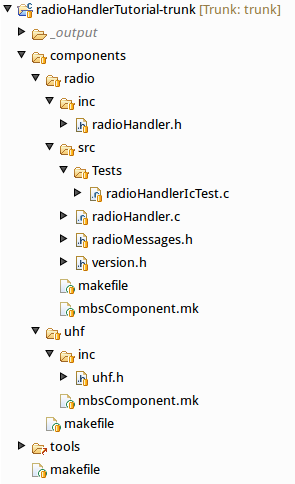 radioHandlerTutorial-trunk [Trunk: trunk]
_output
components
radio
inc
radioHandler.h
src
Tests
radioHandlerIcTest.c
radioHandler.c
radioMessages.h
version.h
makefile
mbsComponent.mk
uhf
inc
uhf.h
mbsComponent.mk
makefile
tools
makefile